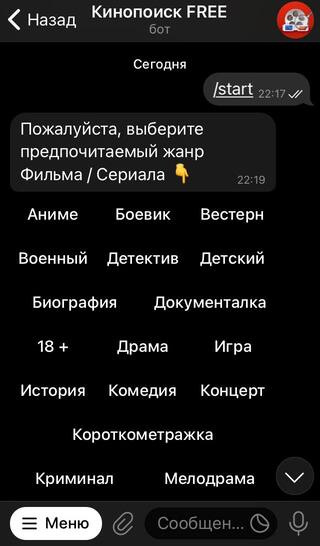 Назад
Кинопоиск FREE
бот
Сегодня
/start 22:17
Пожалуйста, выберите
предпочитаемый жанр
Фильма / Сериала 👇
22:19
Аниме Боевик Вестерн
Военный Детектив Детский
Биография Документалка
18 + Драма Игра
История Комедия Концерт
Короткометражка
Криминал Мелодрама
Меню Сообщен...